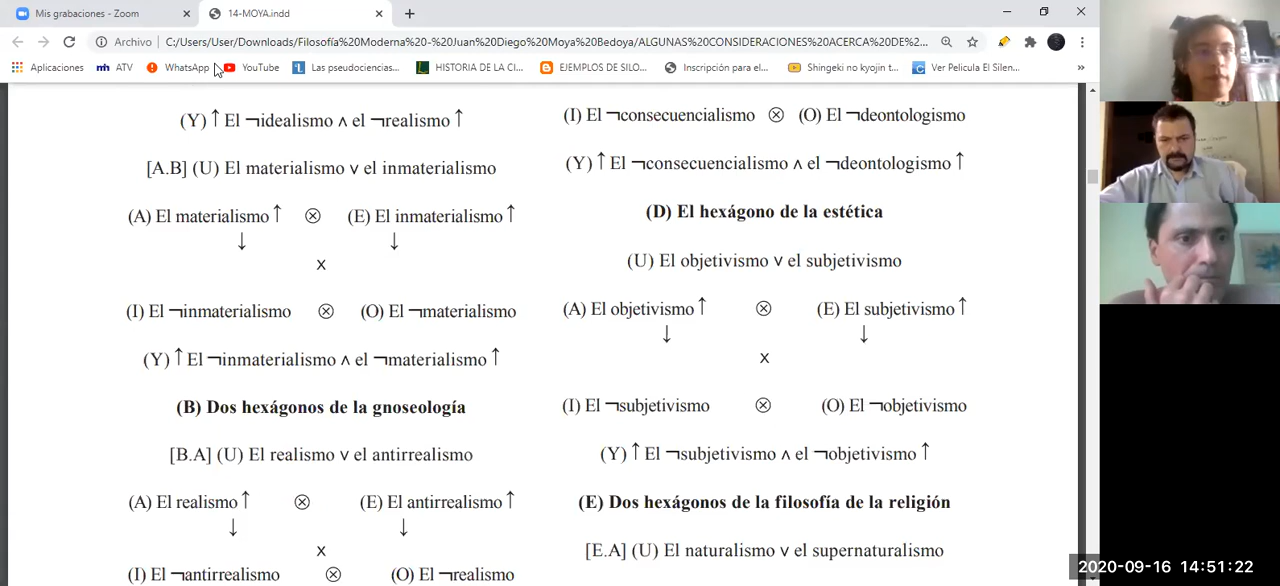 Mis grabaciones - Zoom
14-MOYA.indd
Archivo C:/Users/User/Downloads/Filosofía%20Moderna%20-%20Juan%20Diego%20Moya%20Bedoya/ALGUNAS%20CONSIDERACIONES%20ACERCA%20DE%2...
Aplicaciones ATV WhatsApp YouTube Las pseudociencias... HISTORIA DE LA CI... EJEMPLOS DE SILO... Inscripción para el... Shingeki no kyojin t... Ver Pelicula El Silen... »
(Y) ↑ El ¬idealismo ∧ el ¬realismo ↑
[A.B] (U) El materialismo ∨ el inmaterialismo
(A) El materialismo ↑ ⊗ (E) El inmaterialismo ↑
↓ ↓
x
(I) El ¬inmaterialismo ⊗ (O) El ¬materialismo
(Y) ↑ El ¬inmaterialismo ∧ el ¬materialismo ↑
(B) Dos hexágonos de la gnoseología
[B.A] (U) El realismo ∨ el antirrealismo
(A) El realismo ↑ ⊗ (E) El antirrealismo ↑
↓ ↓
x
(I) El ¬antirrealismo ⊗ (O) El ¬realismo
(I) El ¬consecuencialismo ⊗ (O) El ¬deontologismo
(Y) ↑ El ¬consecuencialismo ∧ el ¬deontologismo ↑
(D) El hexágono de la estética
(U) El objetivismo ∨ el subjetivismo
(A) El objetivismo ↑ ⊗ (E) El subjetivismo ↑
↓ ↓
x
(I) El ¬subjetivismo ⊗ (O) El ¬objetivismo
(Y) ↑ El ¬subjetivismo ∧ el ¬objetivismo ↑
(E) Dos hexágonos de la filosofía de la religión
[E.A] (U) El naturalismo ∨ el supernaturalismo
2020-09-16 14:51:22